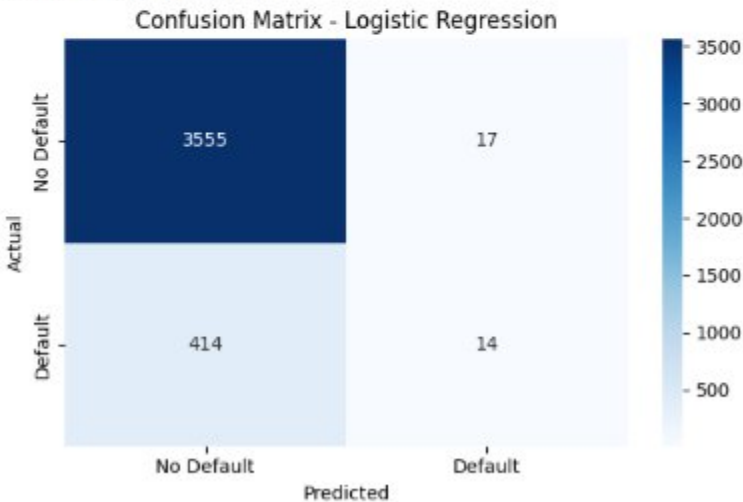 Confusion Matrix - Logistic Regression
No Default
Default
Actual
3555
17
414
14
No Default
Default
Predicted
3500
3000
2500
2000
1500
1000
500